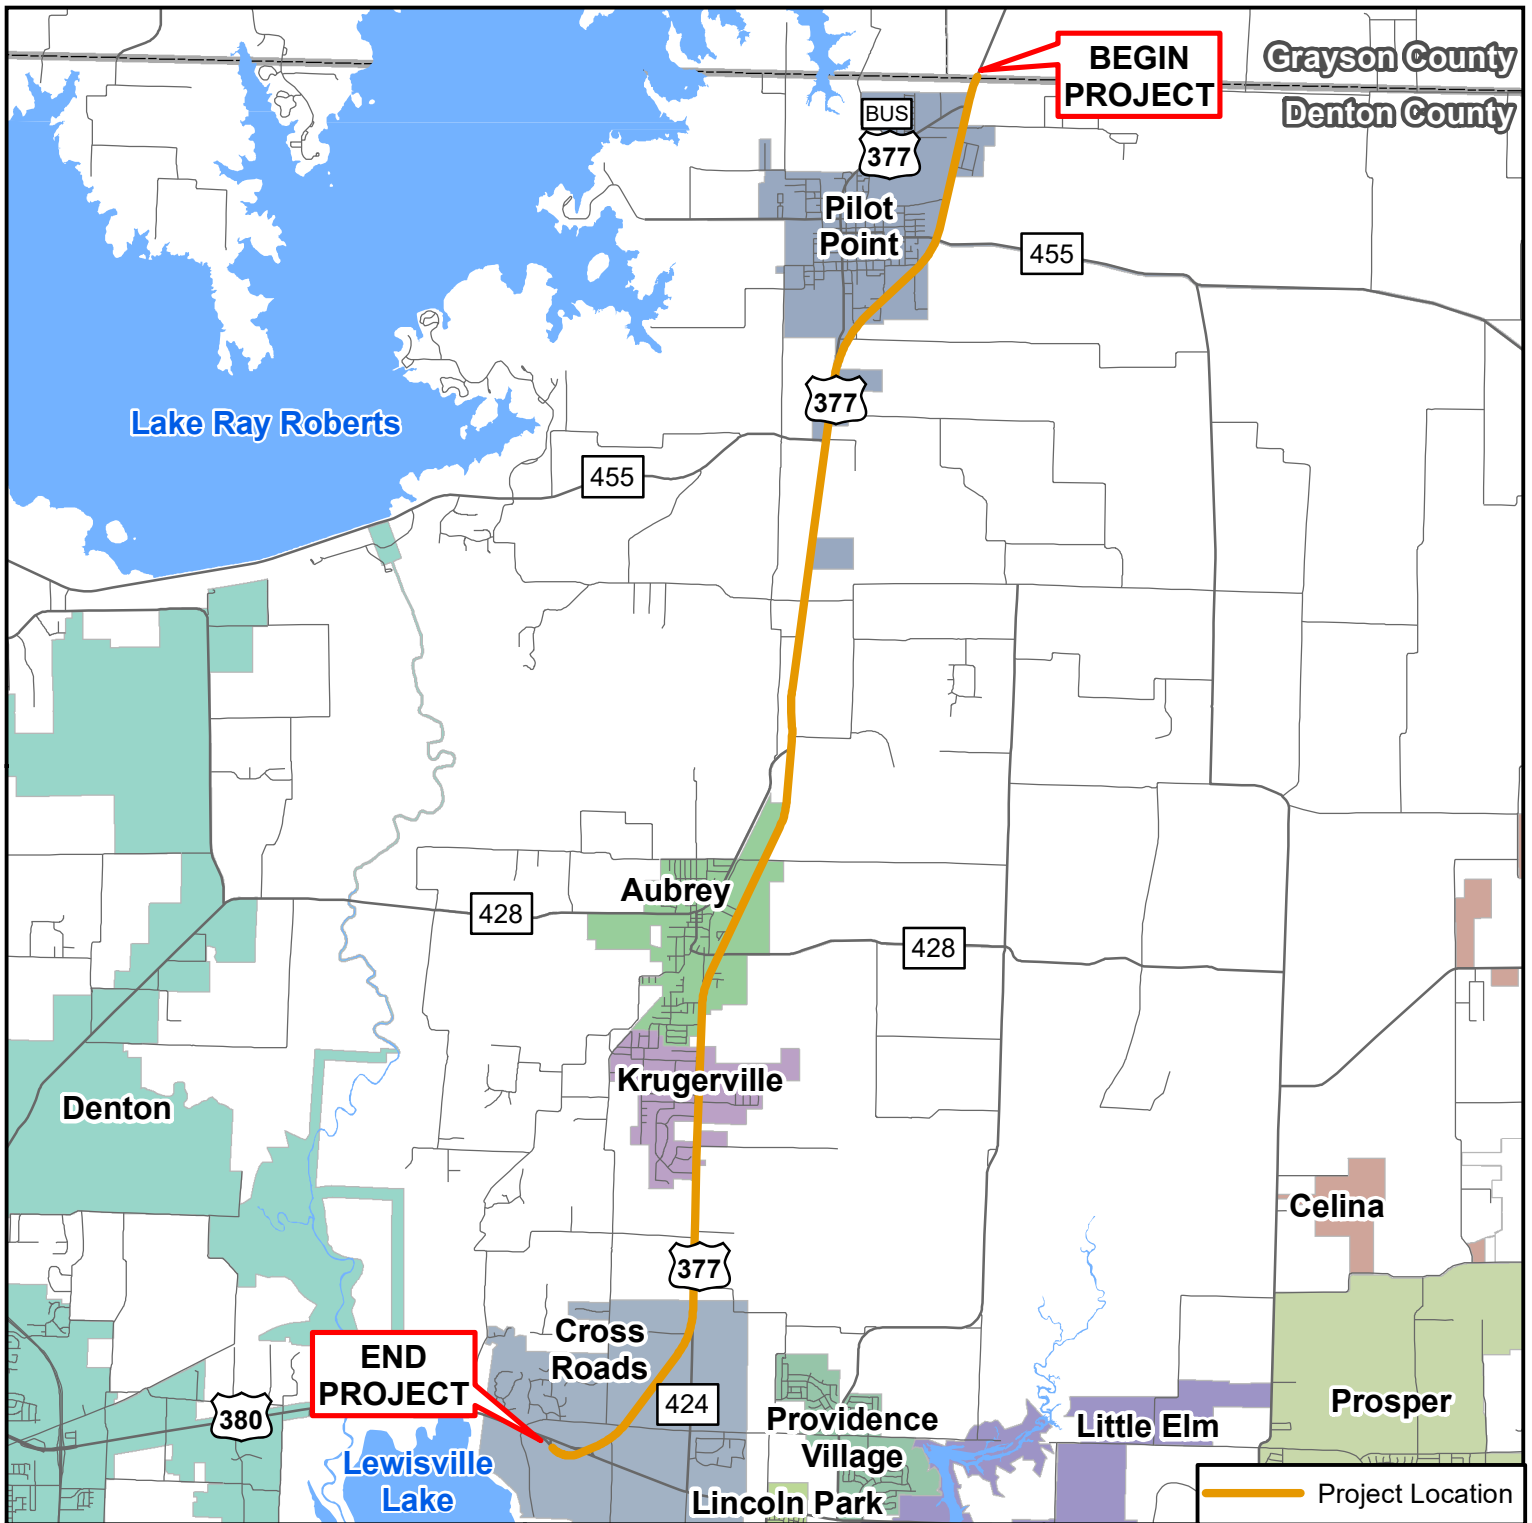 BEGIN
PROJECT
Grayson County
Denton County
BUS
377
Pilot
Point
455
377
Lake Ray Roberts
455
Aubrey
428
428
Krugerville
Denton
Celina
377
Cross
Roads
END
PROJECT
424
380
Prosper
Providence
Village
Little Elm
Lewisville
Lake
Lincoln Park
Project Location